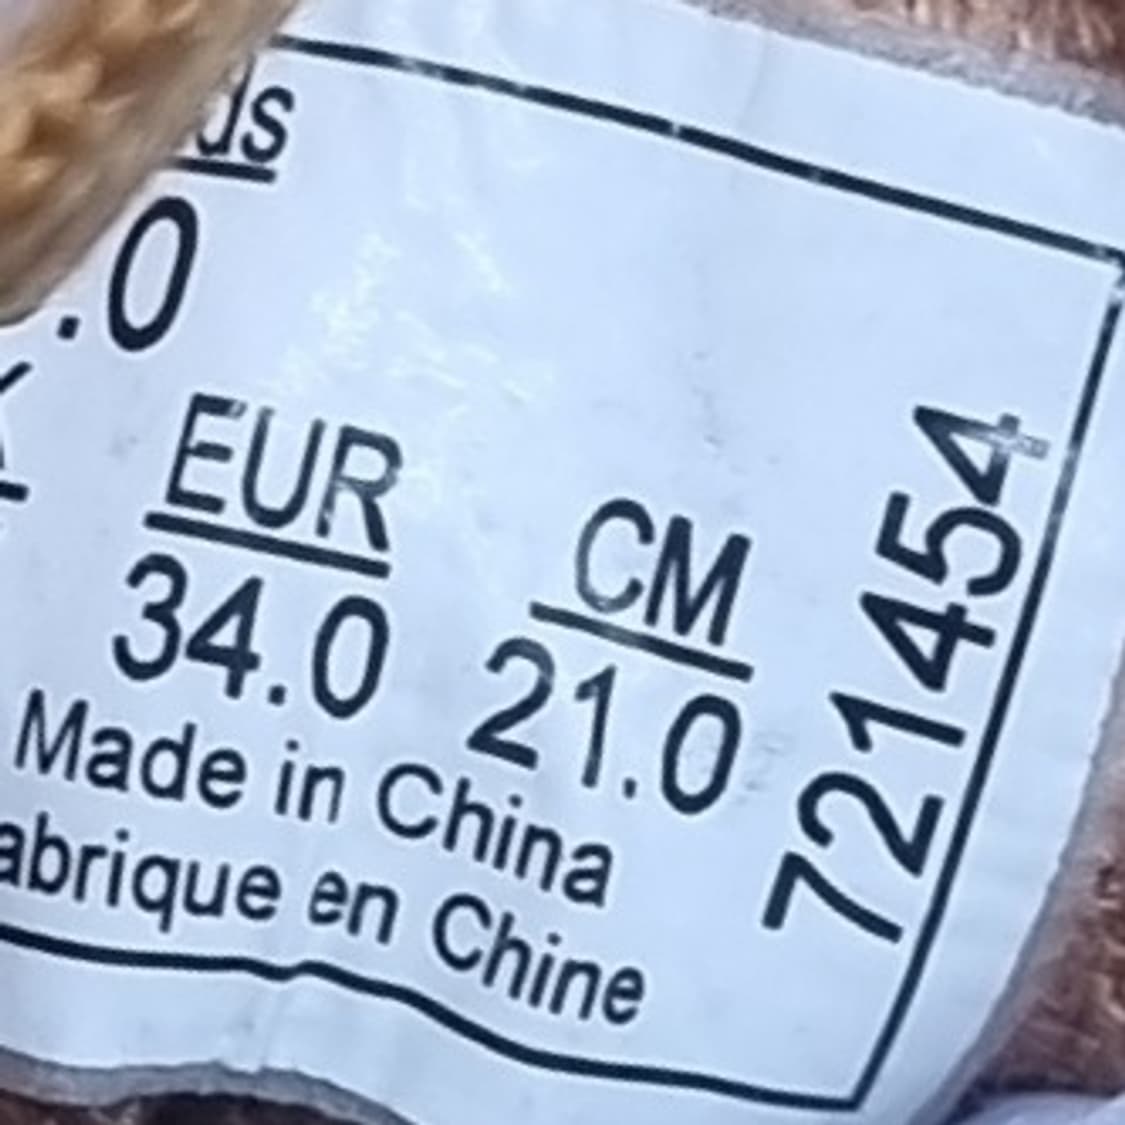 .0
EUR
34.0
CM
21.0
Made in China
abrique en Chine
721454